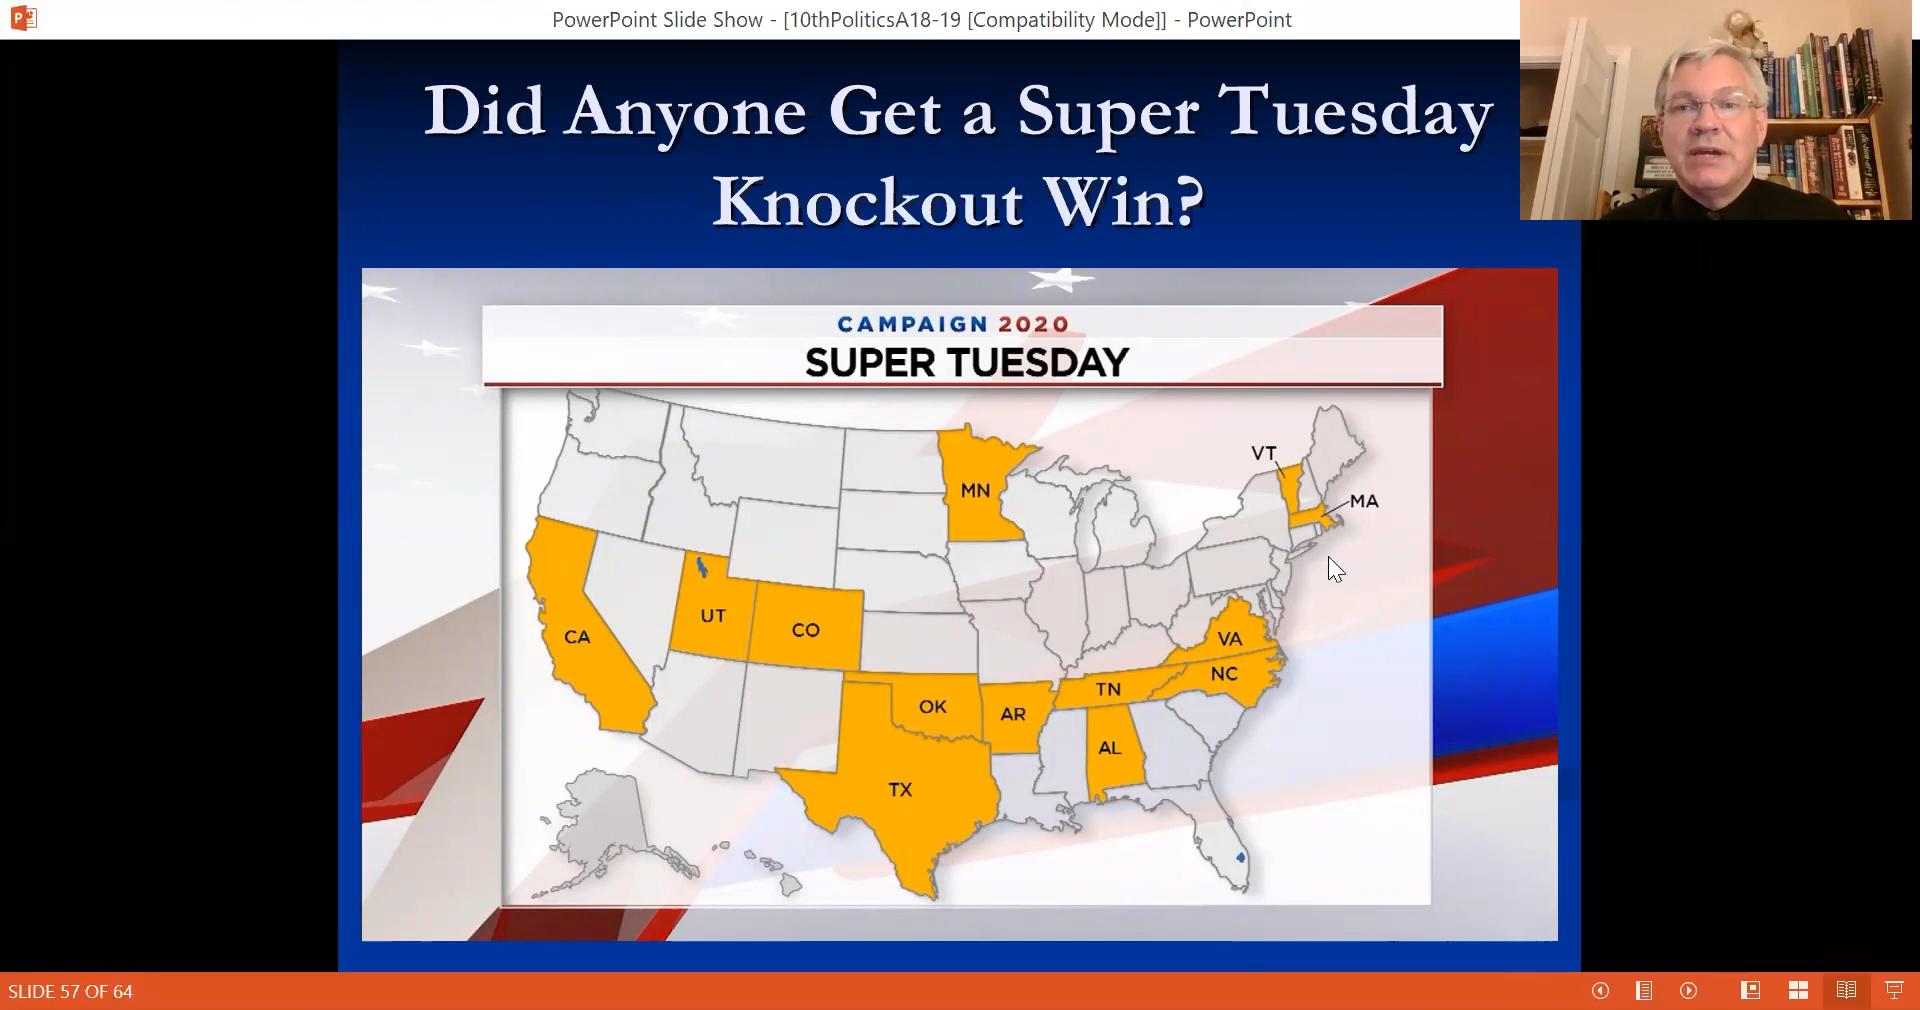 PowerPoint Slide Show - [10thPoliticsA18-19 [Compatibility Mode]] - PowerPoint
Did Anyone Get a Super Tuesday
Knockout Win?
CAMPAIGN 2020
SUPER TUESDAY
VT
MN
MA
UT
CO
CA
VA
NC
TN
OK
AR
AL
TX
SLIDE 57 OF 64